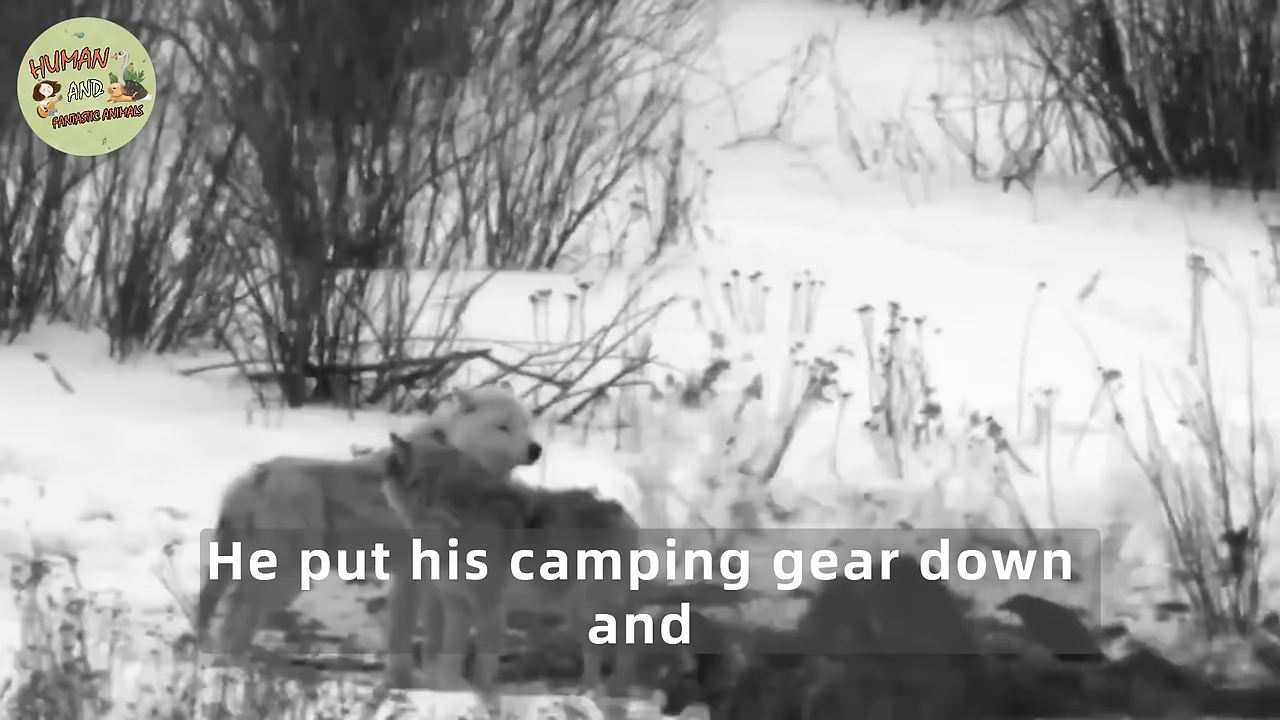 HUMAN
AND
FANTASTIC ANIMALS
He put his camping gear down
and